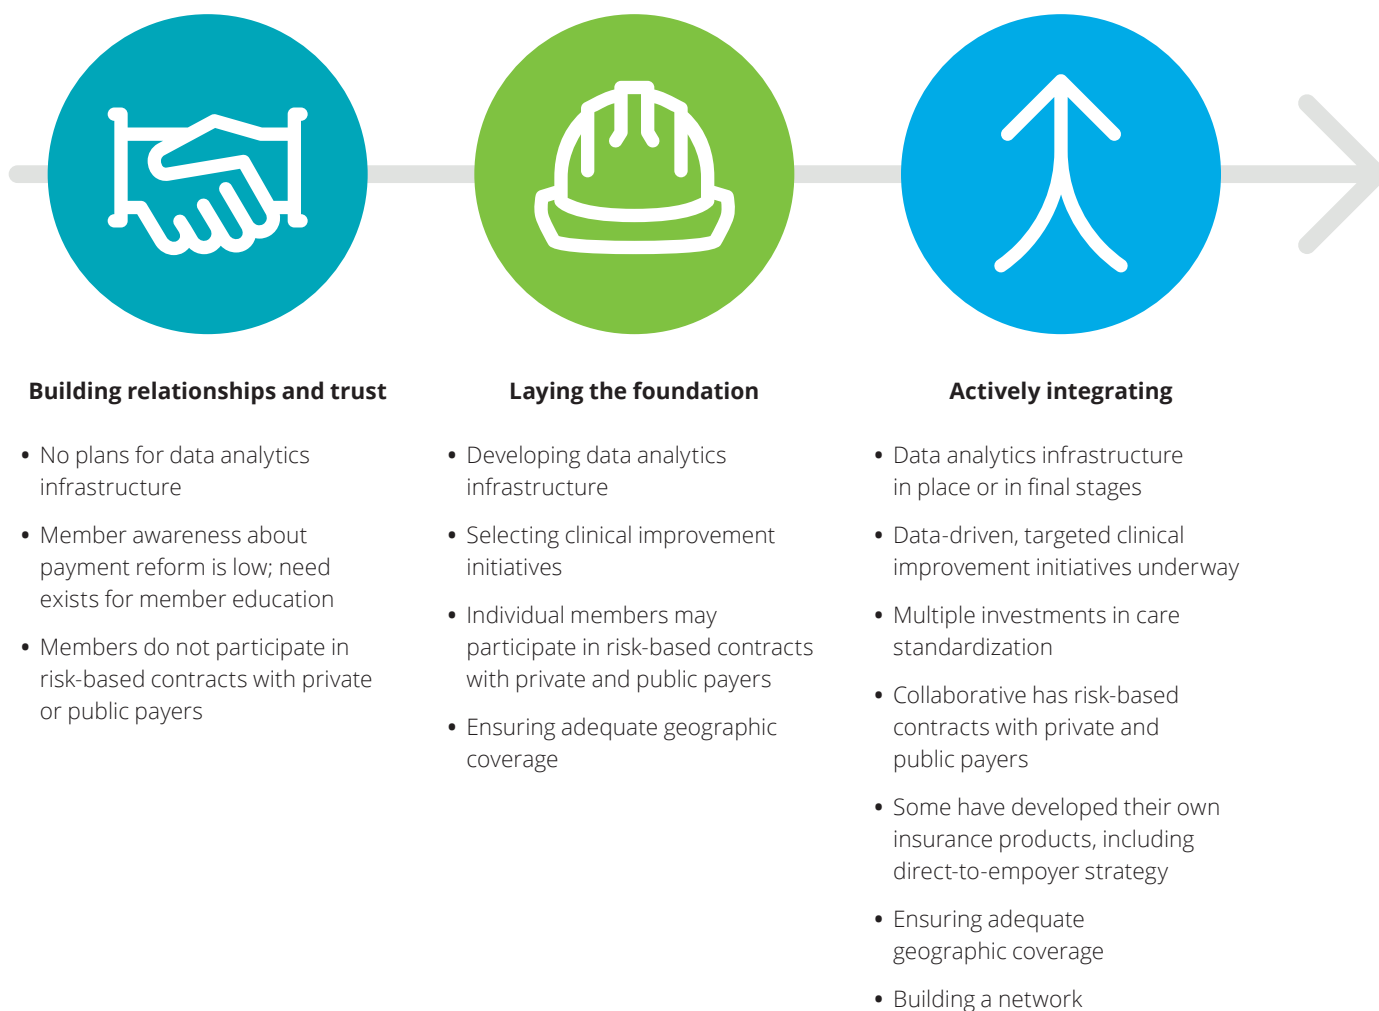 Building relationships and trust
• No plans for data analytics
infrastructure
• Member awareness about
payment reform is low; need
exists for member education
• Members do not participate in
risk-based contracts with private
or public payers
Laying the foundation
• Developing data analytics
infrastructure
• Selecting clinical improvement
initiatives
• Individual members may
participate in risk-based contracts
with private and public payers
• Ensuring adequate geographic
coverage
Actively integrating
• Data analytics infrastructure
in place or in final stages
• Data-driven, targeted clinical
improvement initiatives underway
• Multiple investments in care
standardization
• Collaborative has risk-based
contracts with private and
public payers
• Some have developed their own
insurance products, including
direct-to-empoyer strategy
• Ensuring adequate
geographic coverage
• Building a network